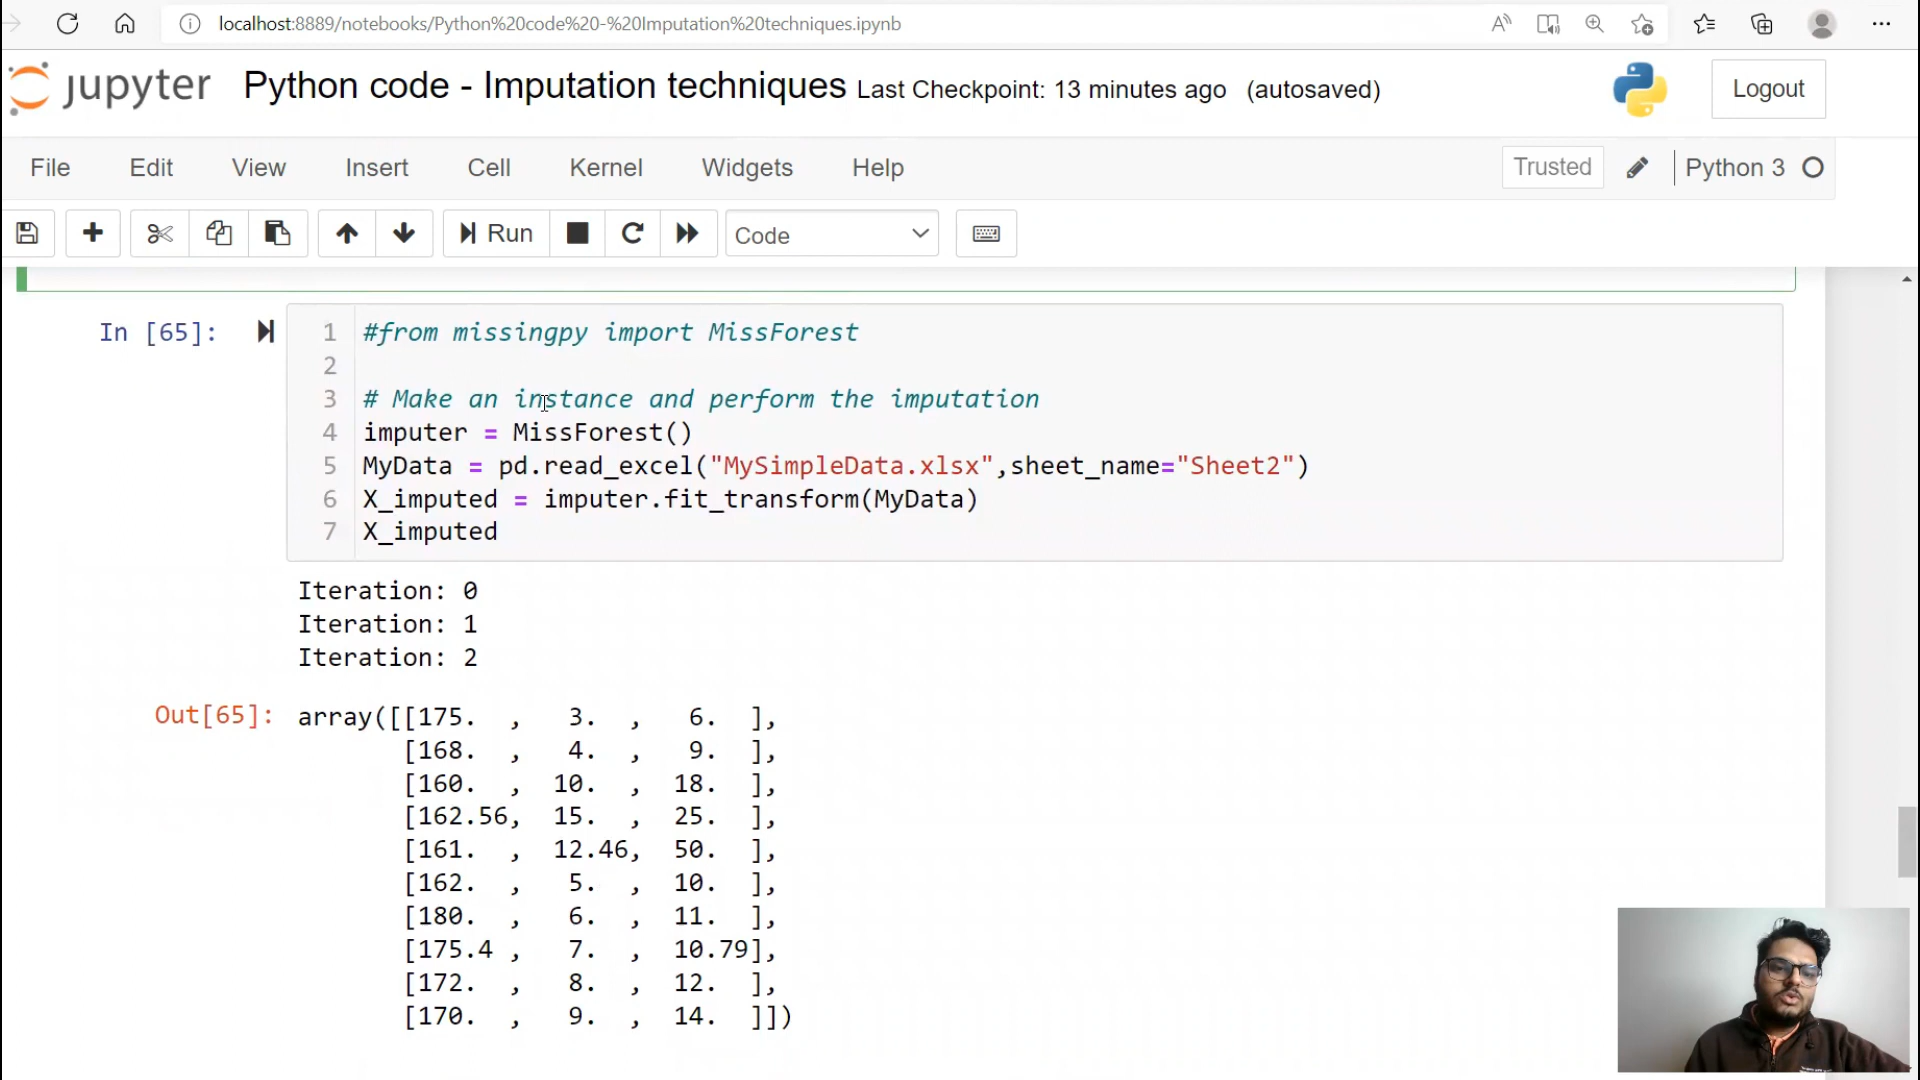 localhost:8889/notebooks/Python%20code%20-%20Imputation%20techniques.ipynb
jupyter Python code - Imputation techniques Last Checkpoint: 13 minutes ago (autosaved) Logout
File Edit View Insert Cell Kernel Widgets Help Trusted Python 3
Run Code
In [65]: 1 #from missingpy import MissForest
2
3 # Make an instance and perform the imputation
4 imputer = MissForest()
5 MyData = pd.read_excel("MySimpleData.xlsx",sheet_name="Sheet2")
6 X_imputed = imputer.fit_transform(MyData)
7 X_imputed
Iteration: 0
Iteration: 1
Iteration: 2
Out[65]: array([[175. , 3. , 6. ],
[168. , 4. , 9. ],
[160. , 10. , 18. ],
[162.56, 15. , 25. ],
[161. , 12.46, 50. ],
[162. , 5. , 10. ],
[180. , 6. , 11. ],
[175.4 , 7. , 10.79],
[172. , 8. , 12. ],
[170. , 9. , 14. ]])